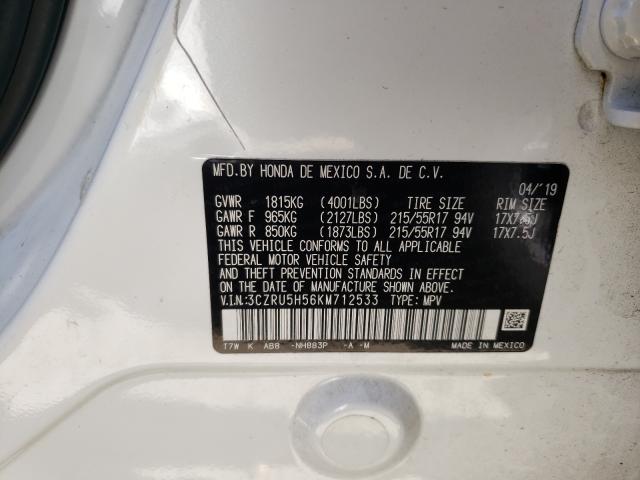 MFD.BY HONDA DE MEXICO S.A. DE C.V.
04/'19
GVWR 1815KG (4001LBS) TIRE SIZE RIM SIZE
GAWR F 965KG (2127LBS) 215/55R17 94V 17X7.5J
GAWR R 850KG (1873LBS) 215/55R17 94V 17X7.5J
THIS VEHICLE CONFORMS TO ALL APPLICABLE
FEDERAL MOTOR VEHICLE SAFETY
AND THEFT PREVENTION STANDARDS IN EFFECT
ON THE DATE OF MANUFACTURE SHOWN ABOVE.
V.I.N:3CZRU5H56KM712533 TYPE: MPV
T7W K AB8 -NH883P -A -M MADE IN MEXICO